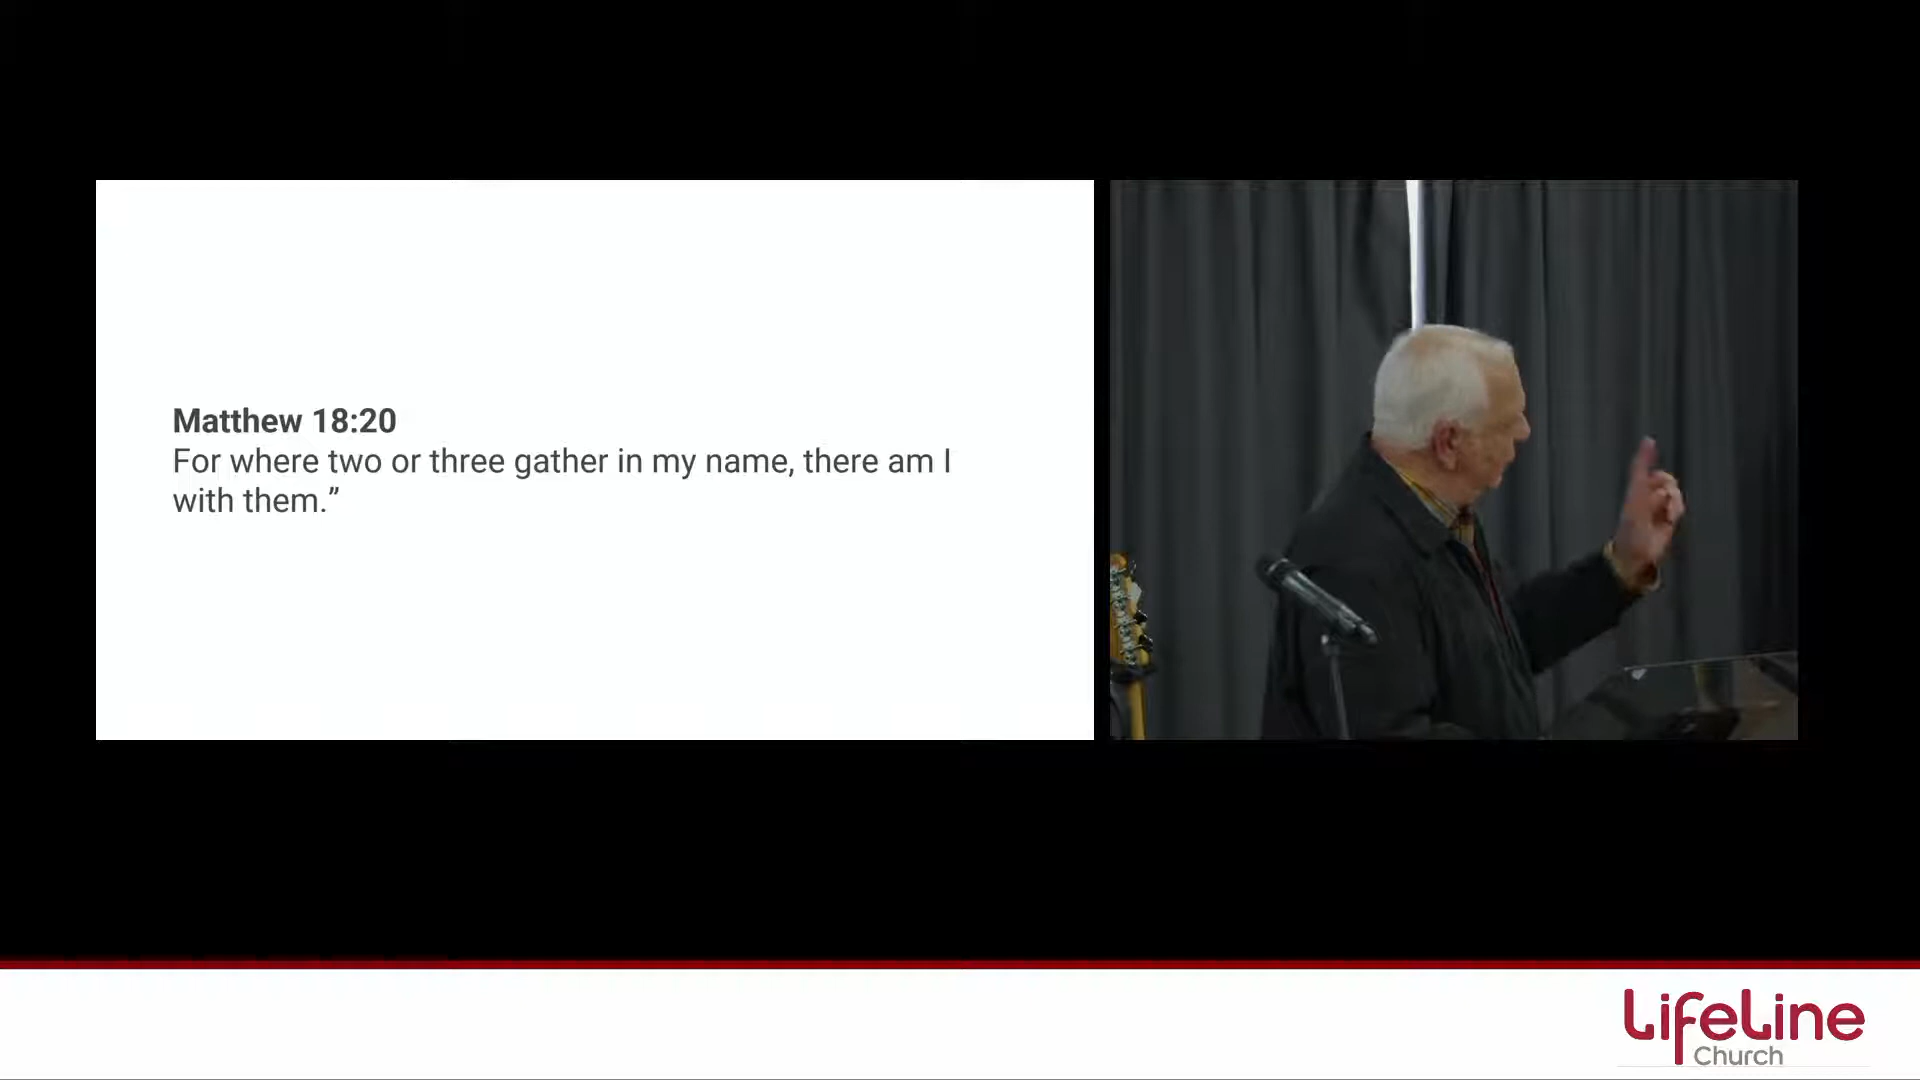 Matthew 18:20
For where two or three gather in my name, there am I
with them.”
LifeLine
Church